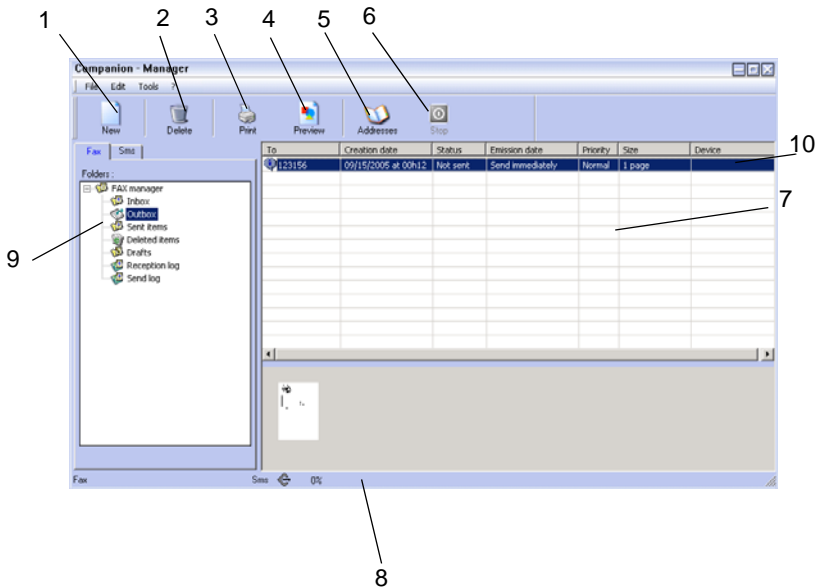 1 2 3 4 5 6
Companion - Manager
File Edit Tools ?
New Delete Print Preview Addresses Stop
Fax Sms
To Creation date Status Emission date Priority Size Device
10
123156 09/15/2005 at 00h12 Not sent Send immediately Normal 1 page
Folders :
FAX manager
Inbox
7
Outbox
Sent items
Deleted items
9
Drafts
Reception log
Send log
Fax Sms 0%
8